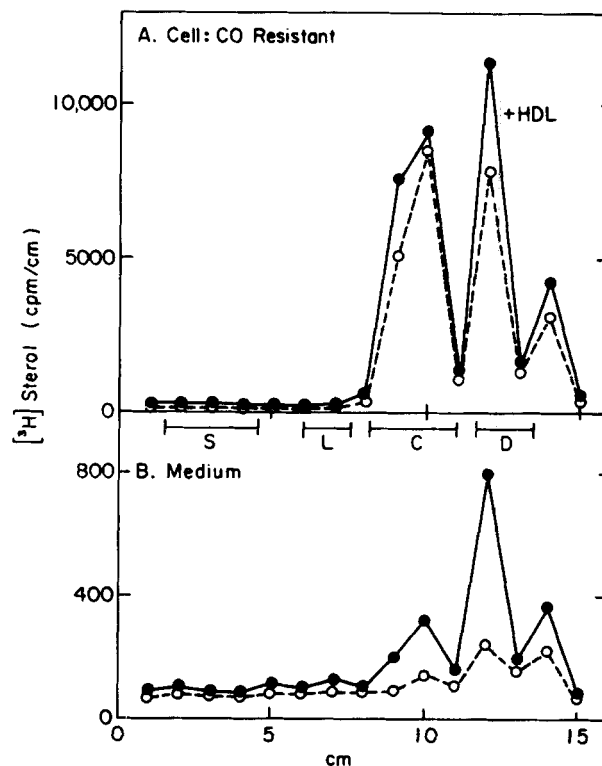 A. Cell: CO Resistant
10,000
+HDL
5000
0
[³H] Sterol (cpm/cm)
S L C D
B. Medium
800
400
0
0 5 10 15
cm